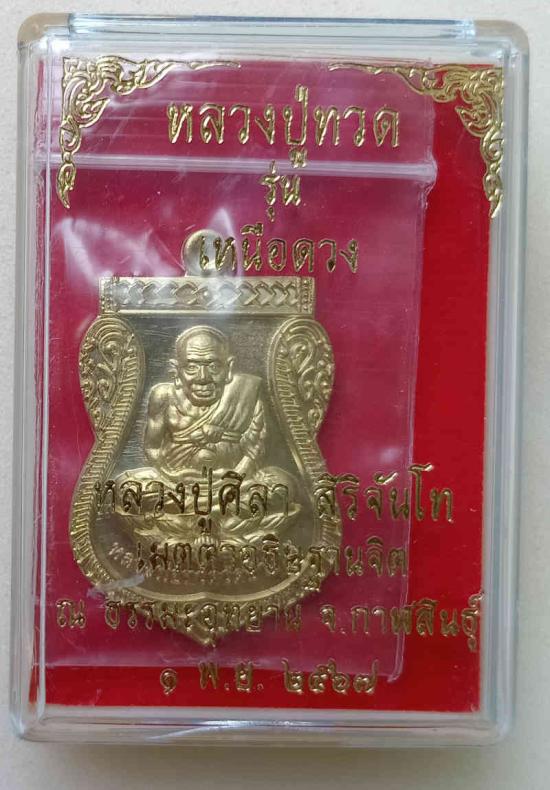 หลวงปู่ทวด
รุ่น
เหนือดวง
หลวงปู่ศิลา สิริจันโท
เมตตาอธิษฐานจิต
ณ ธรรมะอุทยาน จ.กาฬสินธุ์
๑ พ.ย. ๒๕๖๗